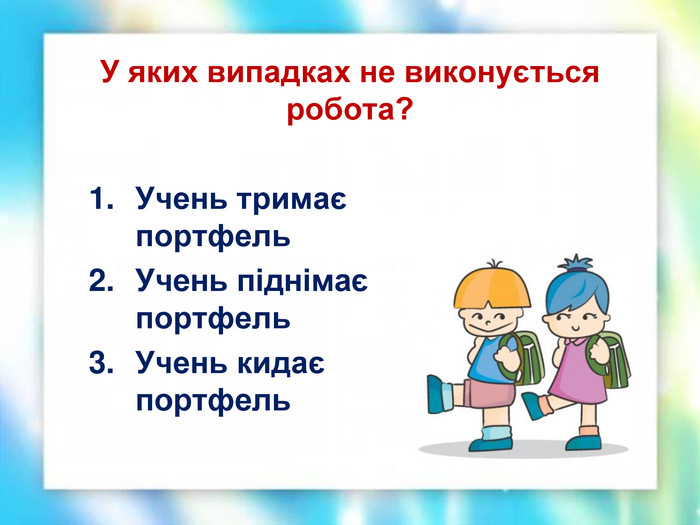 У яких випадках не виконується
робота?
1. Учень тримає
портфель
2. Учень піднімає
портфель
3. Учень кидає
портфель